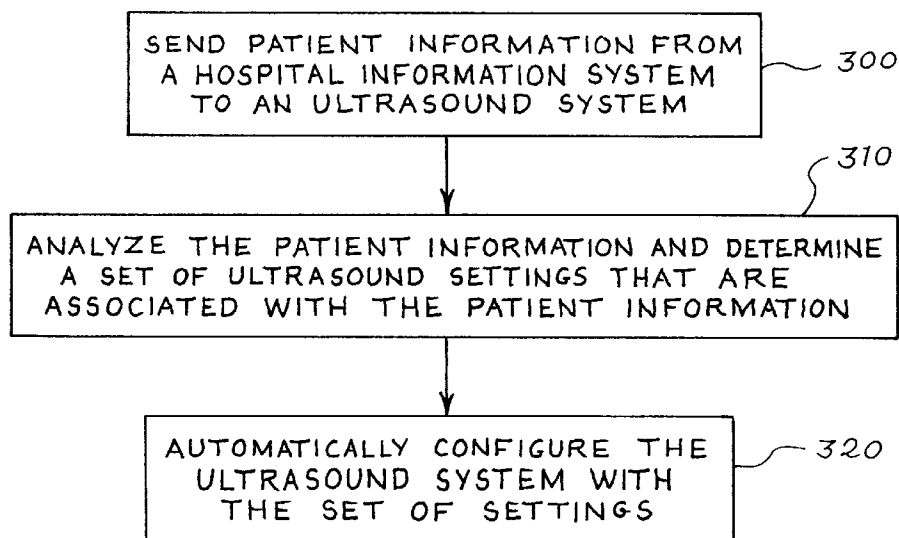 SEND PATIENT INFORMATION FROM
A HOSPITAL INFORMATION SYSTEM
TO AN ULTRASOUND SYSTEM
300
310
ANALYZE THE PATIENT INFORMATION AND DETERMINE
A SET OF ULTRASOUND SETTINGS THAT ARE
ASSOCIATED WITH THE PATIENT INFORMATION
AUTOMATICALLY CONFIGURE THE
ULTRASOUND SYSTEM WITH
THE SET OF SETTINGS
320